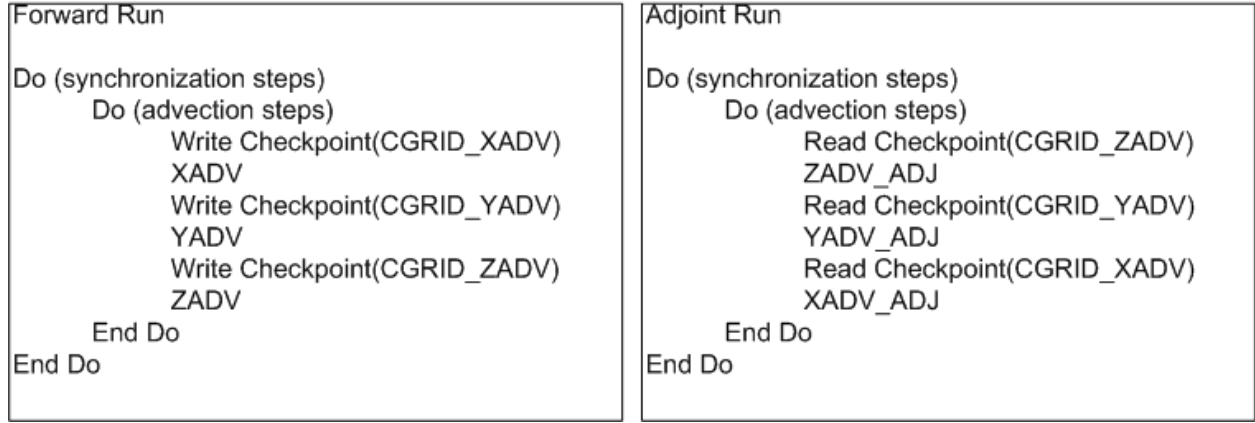 Forward Run
Do (synchronization steps)
Do (advection steps)
Write Checkpoint(CGRID_XADV)
XADV
Write Checkpoint(CGRID_YADV)
YADV
Write Checkpoint(CGRID_ZADV)
ZADV
End Do
End Do
Adjoint Run
Do (synchronization steps)
Do (advection steps)
Read Checkpoint(CGRID_ZADV)
ZADV_ADJ
Read Checkpoint(CGRID_YADV)
YADV_ADJ
Read Checkpoint(CGRID_XADV)
XADV_ADJ
End Do
End Do